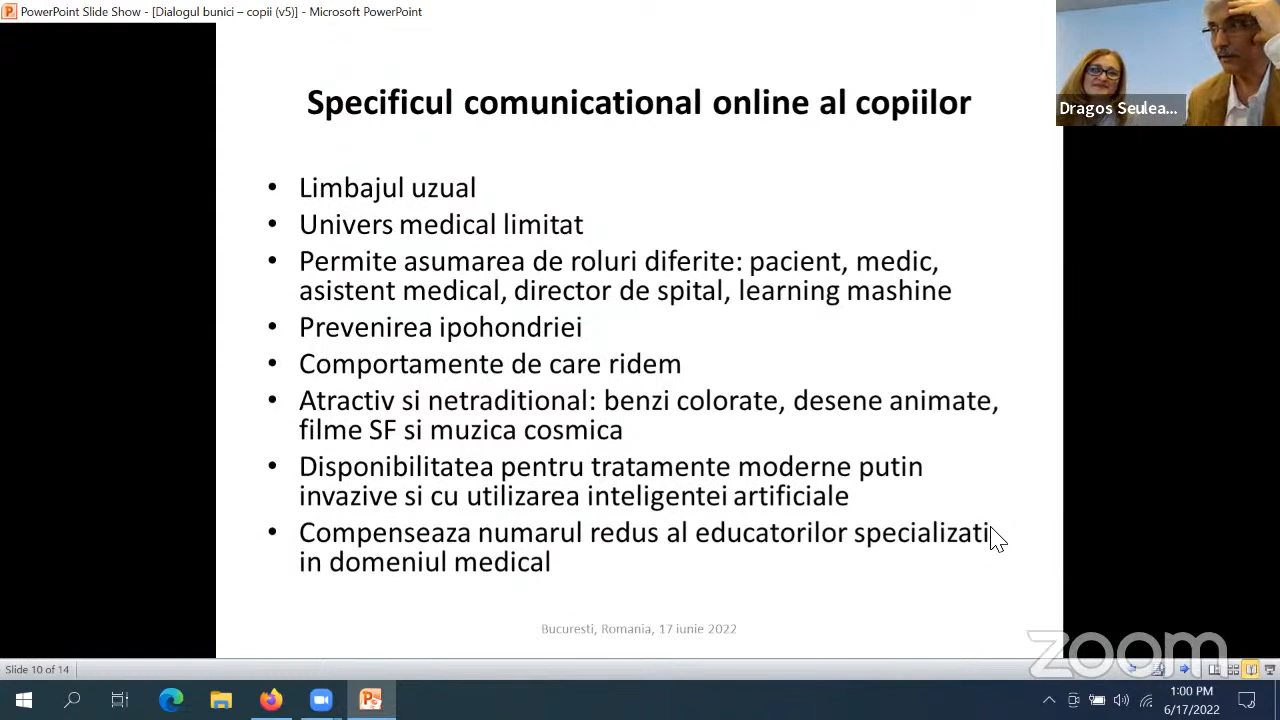 PowerPoint Slide Show - [Dialogul bunici – copii (v5)] - Microsoft PowerPoint
Dragos Seulea...
Specificul comunicational online al copiilor
• Limbajul uzual
• Univers medical limitat
• Permite asumarea de roluri diferite: pacient, medic,
asistent medical, director de spital, learning mashine
• Prevenirea ipohondriei
• Comportamente de care ridem
• Atractiv si netraditional: benzi colorate, desene animate,
filme SF si muzica cosmica
• Disponibilitatea pentru tratamente moderne putin
invazive si cu utilizarea inteligentei artificiale
• Compenseaza numarul redus al educatorilor specializati
in domeniul medical
Bucuresti, Romania, 17 iunie 2022
zoom
Slide 10 of 14
1:00 PM
6/17/2022